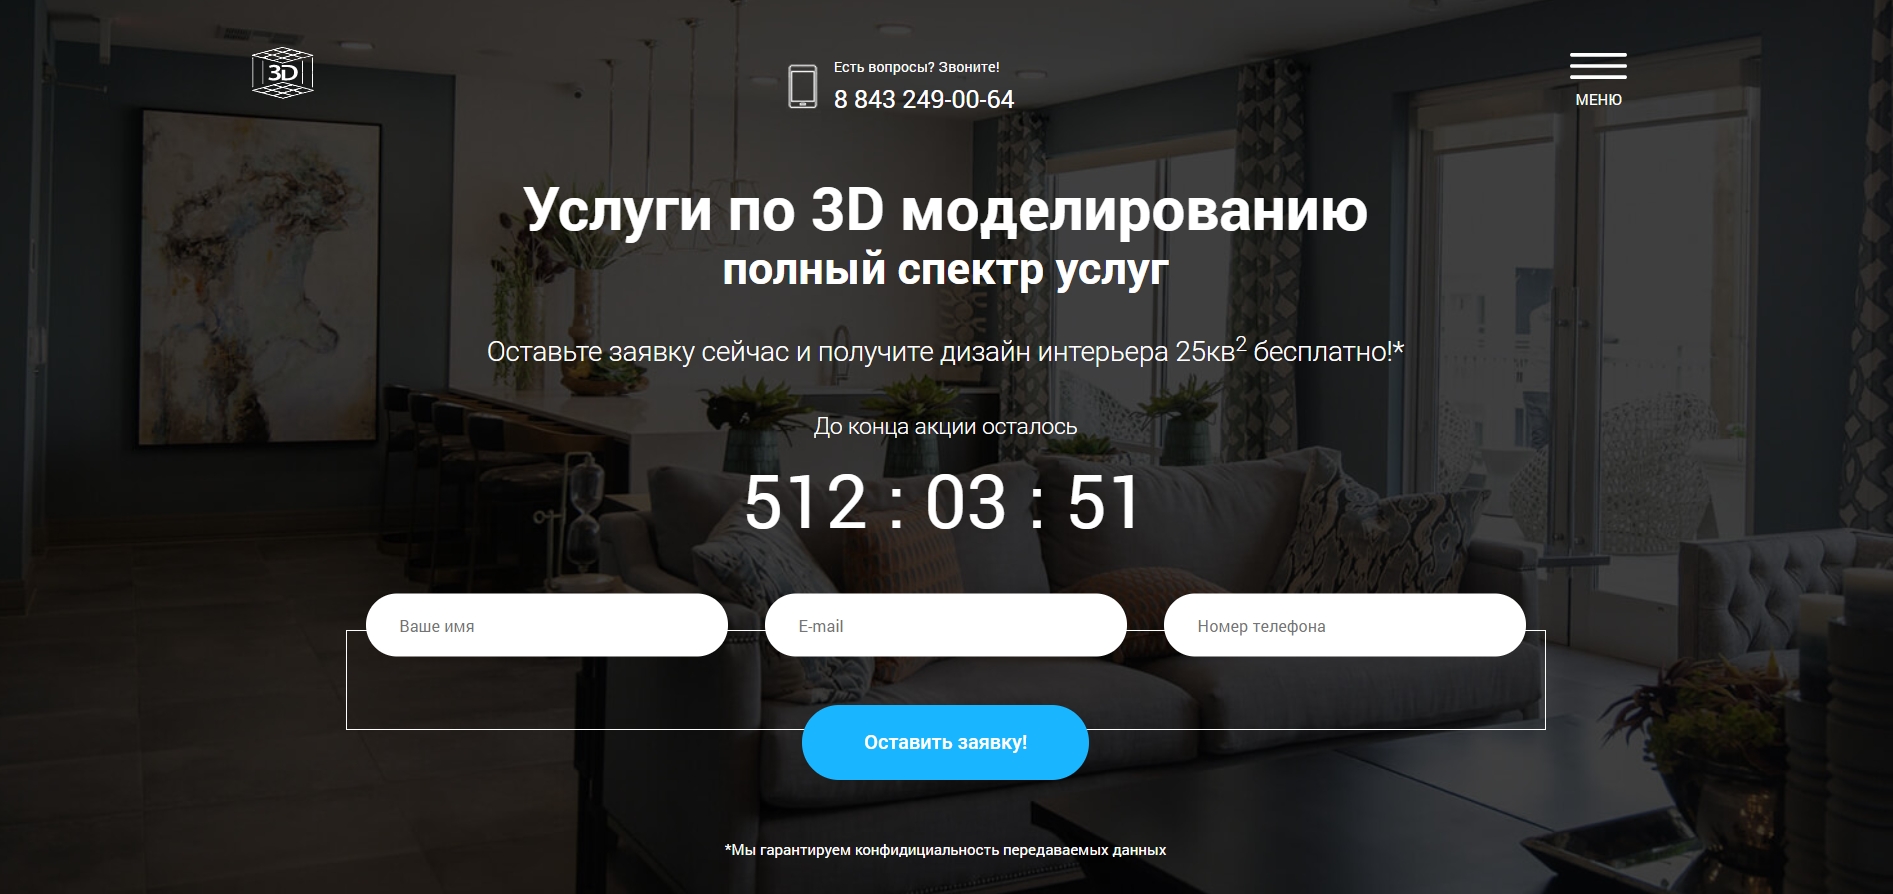 3D
Есть вопросы? Звоните!
8 843 249-00-64
МЕНЮ
Услуги по 3D моделированию
полный спектр услуг
Оставьте заявку сейчас и получите дизайн интерьера 25кв² бесплатно!*
До конца акции осталось
512 : 03 : 51
Ваше имя
E-mail
Номер телефона
Оставить заявку!
*Мы гарантируем конфидициальность передаваемых данных